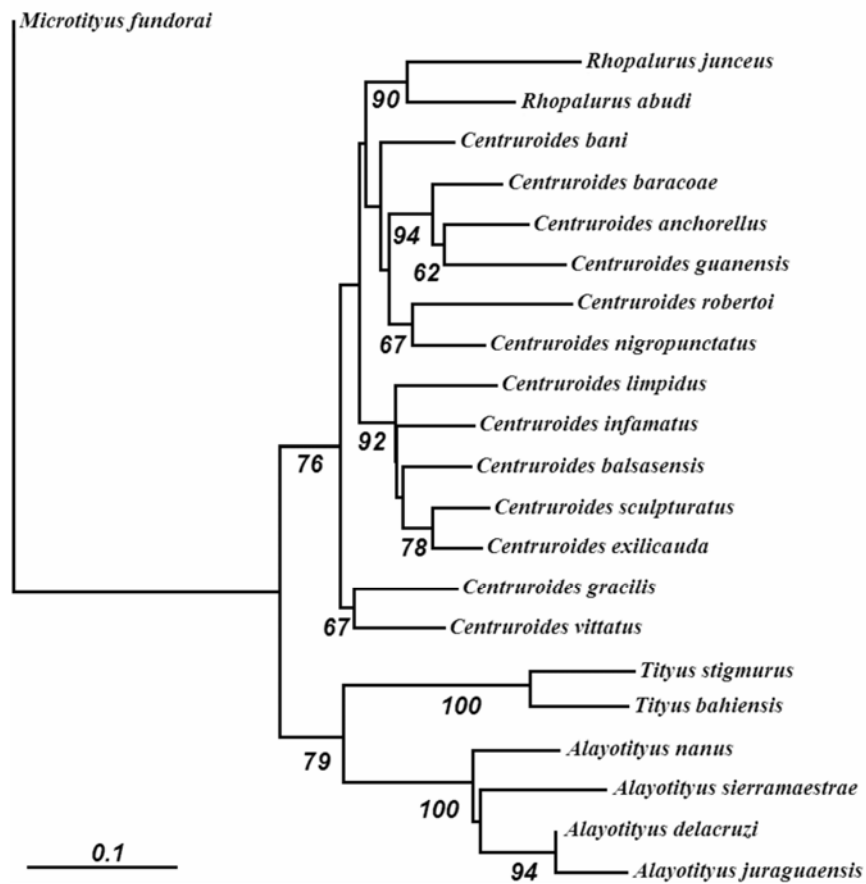 Microtityus fundorai
Rhopalurus junceus
90
Rhopalurus abudi
Centruroides bani
Centruroides baracoae
94
Centruroides anchorellus
62
Centruroides guanensis
Centruroides robertoi
67
Centruroides nigropunctatus
Centruroides limpidus
92
Centruroides infamatus
76
Centruroides balsasensis
Centruroides sculpturatus
78
Centruroides exilicauda
Centruroides gracilis
67
Centruroides vittatus
Tityus stigmurus
100
Tityus bahiensis
79
Alayotityus nanus
100
Alayotityus sierramaestrae
Alayotityus delacruzi
94
Alayotityus juraguaensis
0.1